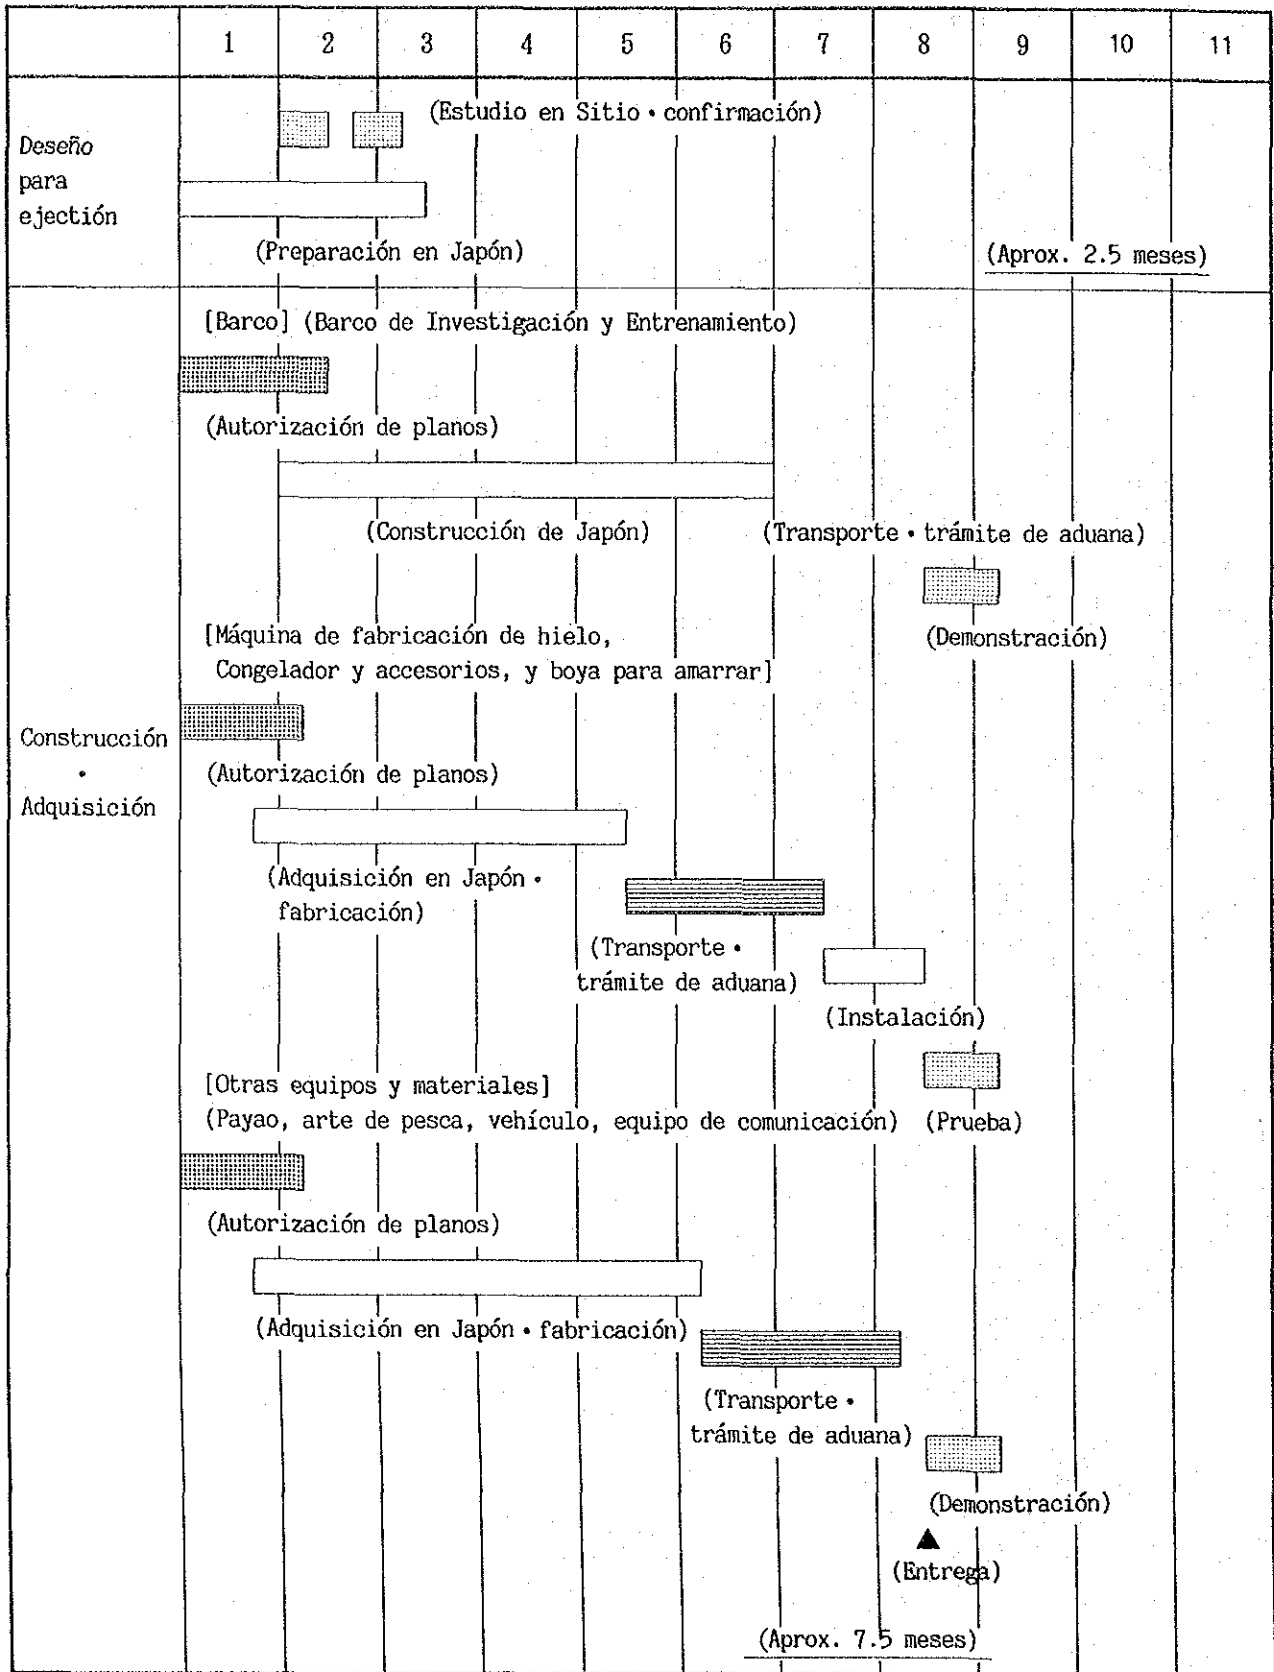 1 2 3 4 5 6 7 8 9 10 11
(Estudio en Sitio • confirmación)
Deseño
para
ejectión
(Preparación en Japón)
(Aprox. 2.5 meses)
[Barco] (Barco de Investigación y Entrenamiento)
(Autorización de planos)
(Construcción de Japón)
(Transporte • trámite de aduana)
(Demonstración)
[Máquina de fabricación de hielo,
Congelador y accesorios, y boya para amarrar]
Construcción
•
Adquisición
(Autorización de planos)
(Adquisición en Japón •
fabricación)
(Transporte •
trámite de aduana)
(Instalación)
[Otras equipos y materiales]
(Payao, arte de pesca, vehículo, equipo de comunicación)
(Prueba)
(Autorización de planos)
(Adquisición en Japón • fabricación)
(Transporte •
trámite de aduana)
(Demonstración)
(Entrega)
(Aprox. 7.5 meses)